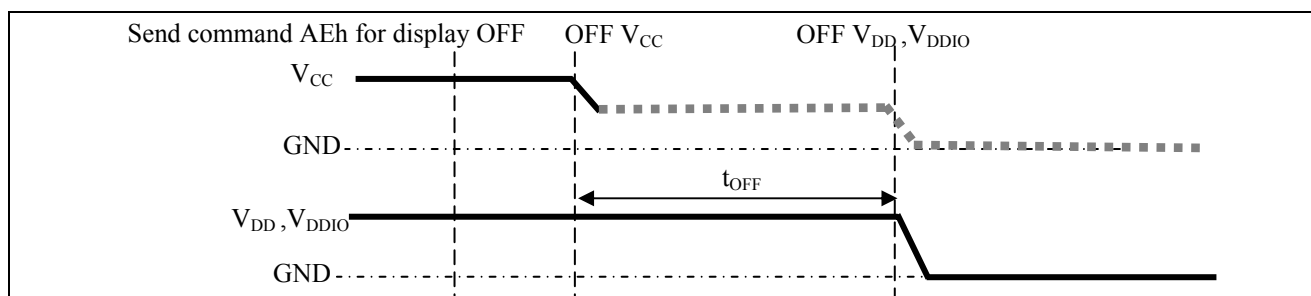 Send command AEh for display OFF OFF VCC OFF VDD ,VDDIO
VCC
GND
tOFF
VDD ,VDDIO
GND